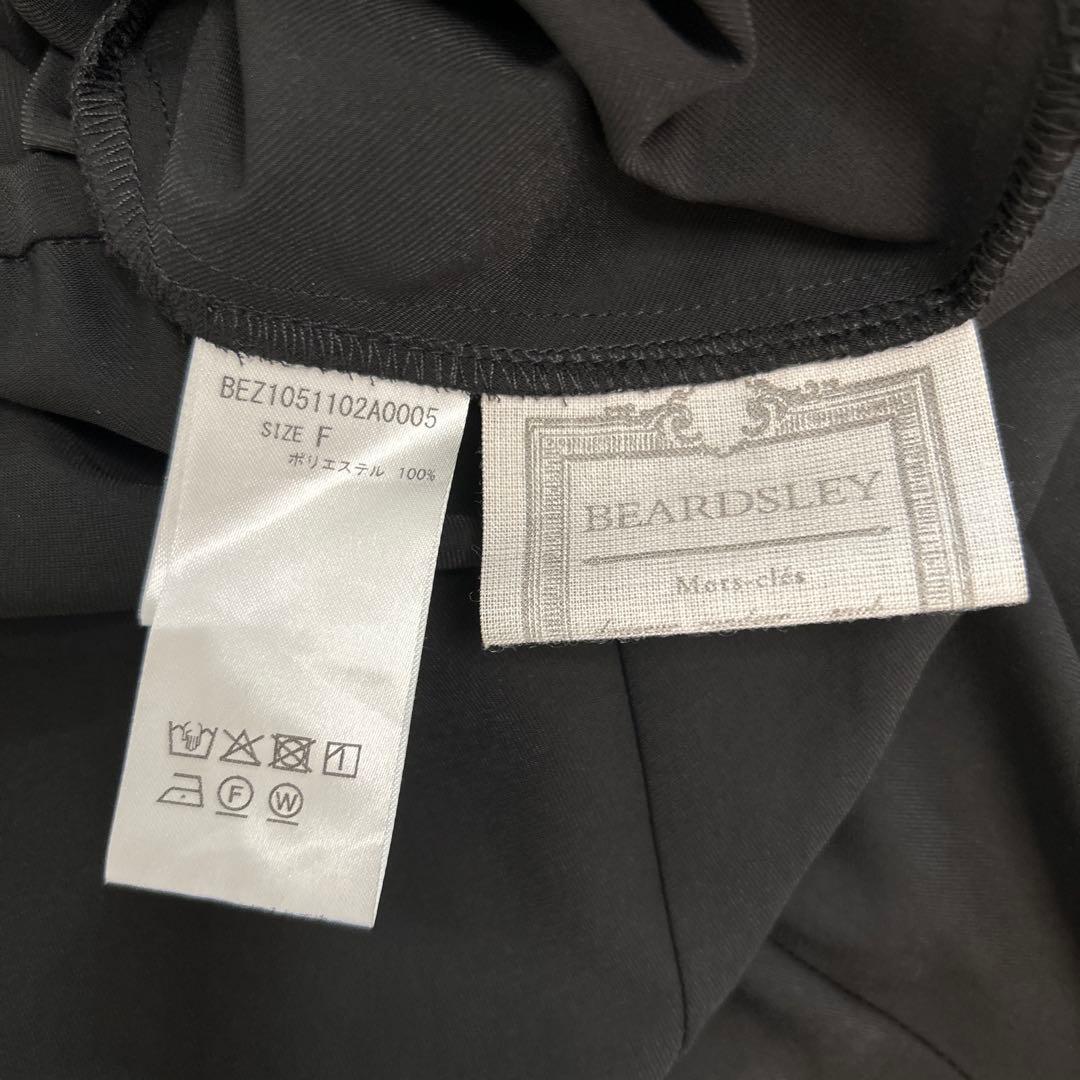 BEZ1051102A0005
SIZE F
ポリエステル 100%
F W
BEARDSLEY
Mots-clés